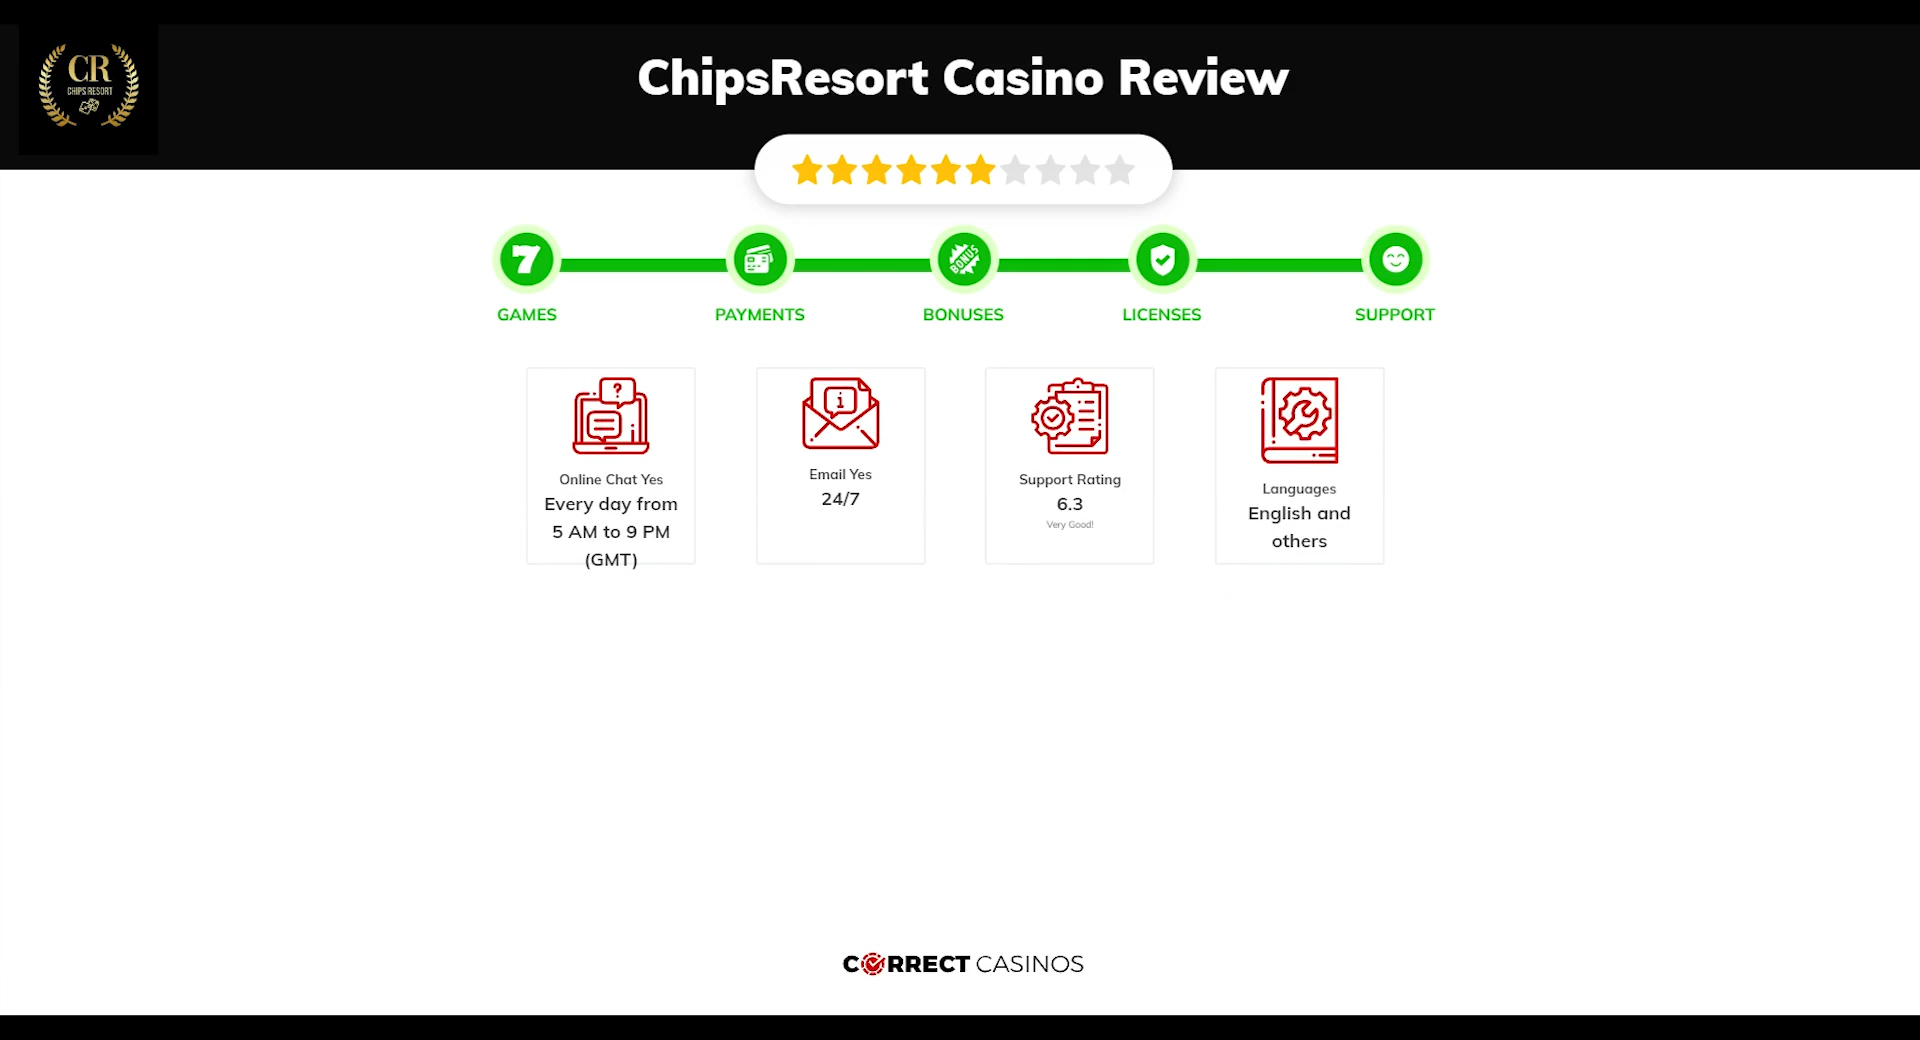 CR
CHIPS RESORT
ChipsResort Casino Review
7
BONUS
GAMES
PAYMENTS
BONUSES
LICENSES
SUPPORT
?
Online Chat Yes
Every day from
5 AM to 9 PM
(GMT)
i
Email Yes
24/7
Support Rating
6.3
Very Good!
Languages
English and
others
CORRECT CASINOS